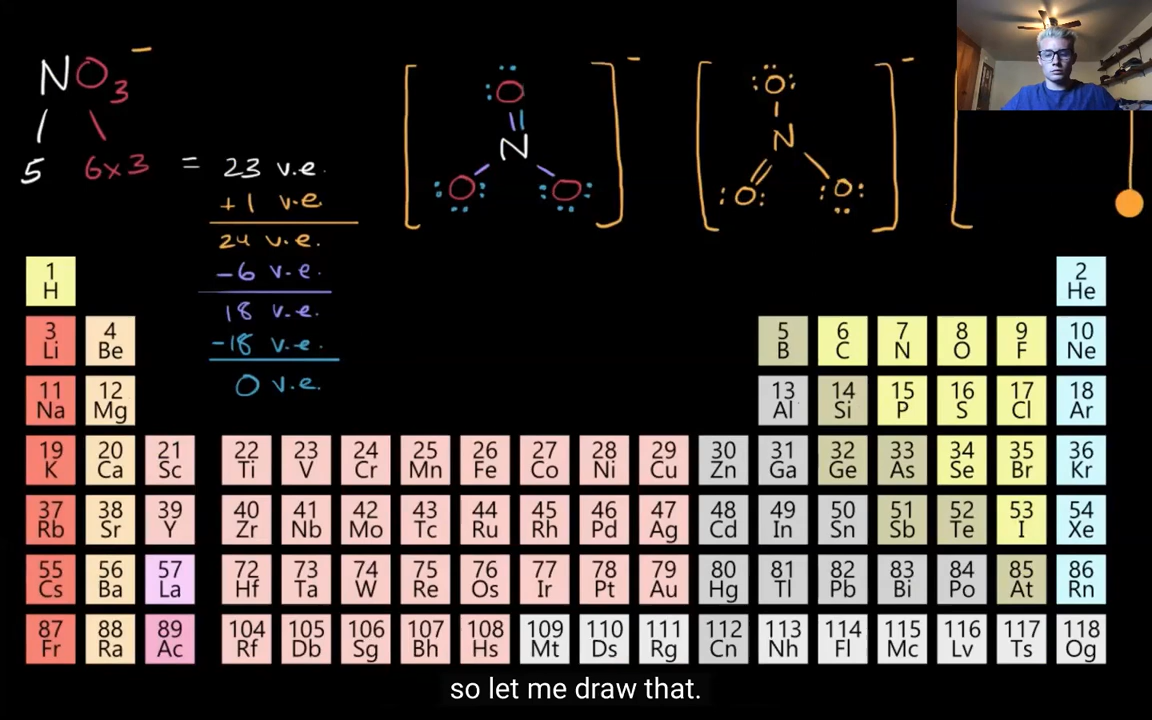 NO3-
5 6x3 = 23 v.e.
+1 v.e
24 v.e.
-6 v.e.
18 v.e.
-18 v.e.
0 v.e.
O
N
O O
-
O
N
O O
-
1 2
H He
3 4 5 6 7 8 9 10
Li Be B C N O F Ne
11 12 13 14 15 16 17 18
Na Mg Al Si P S Cl Ar
19 20 21 22 23 24 25 26 27 28 29 30 31 32 33 34 35 36
K Ca Sc Ti V Cr Mn Fe Co Ni Cu Zn Ga Ge As Se Br Kr
37 38 39 40 41 42 43 44 45 46 47 48 49 50 51 52 53 54
Rb Sr Y Zr Nb Mo Tc Ru Rh Pd Ag Cd In Sn Sb Te I Xe
55 56 57 72 73 74 75 76 77 78 79 80 81 82 83 84 85 86
Cs Ba La Hf Ta W Re Os Ir Pt Au Hg Tl Pb Bi Po At Rn
87 88 89 104 105 106 107 108 109 110 111 112 113 114 115 116 117 118
Fr Ra Ac Rf Db Sg Bh Hs Mt Ds Rg Cn Nh Fl Mc Lv Ts Og
so let me draw that.